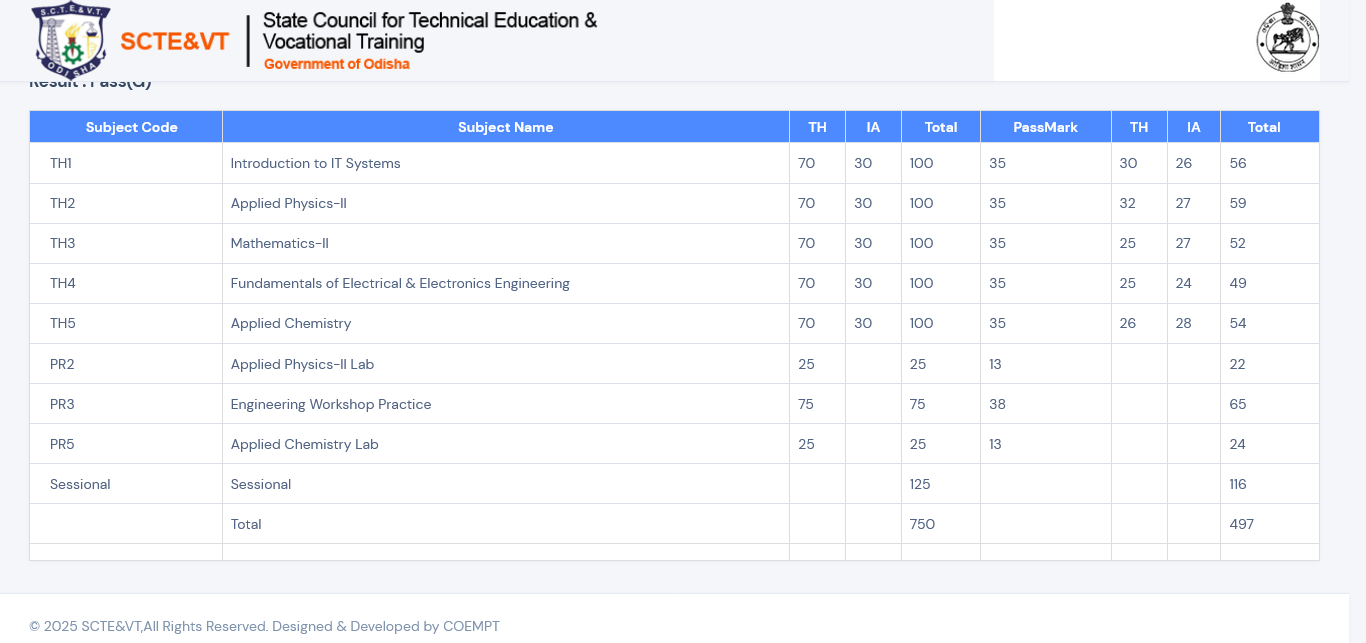 S.C.T.E.&V.T.
ODISHA
SCTE&VT
State Council for Technical Education &
Vocational Training
Government of Odisha
Result : Pass(G)
Subject Code Subject Name TH IA Total PassMark TH IA Total
TH1 Introduction to IT Systems 70 30 100 35 30 26 56
TH2 Applied Physics-II 70 30 100 35 32 27 59
TH3 Mathematics-II 70 30 100 35 25 27 52
TH4 Fundamentals of Electrical & Electronics Engineering 70 30 100 35 25 24 49
TH5 Applied Chemistry 70 30 100 35 26 28 54
PR2 Applied Physics-II Lab 25 25 13 22
PR3 Engineering Workshop Practice 75 75 38 65
PR5 Applied Chemistry Lab 25 25 13 24
Sessional Sessional 125 116
Total 750 497
© 2025 SCTE&VT,All Rights Reserved. Designed & Developed by COEMPT